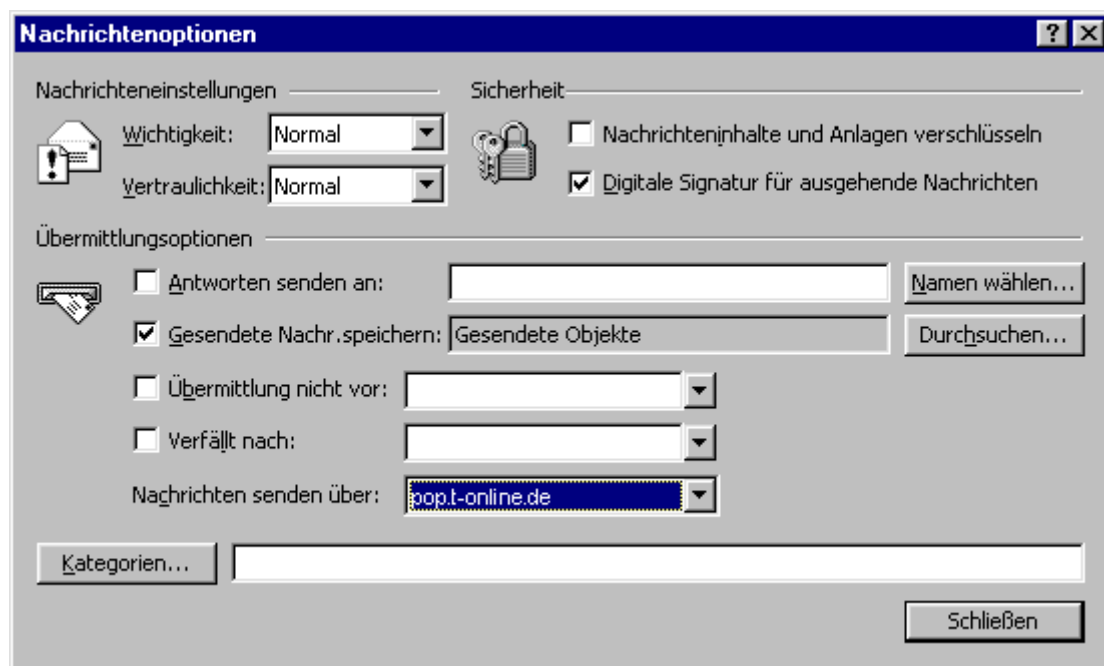 Nachrichtenoptionen
Nachrichteneinstellungen
Sicherheit
Wichtigkeit: Normal
Nachrichteninhalte und Anlagen verschlüsseln
Vertraulichkeit: Normal
Digitale Signatur für ausgehende Nachrichten
Übermittlungsoptionen
Antworten senden an:
Namen wählen...
Gesendete Nachr.speichern: Gesendete Objekte
Durchsuchen...
Übermittlung nicht vor:
Verfällt nach:
Nachrichten senden über: pop.t-online.de
Kategorien...
Schließen